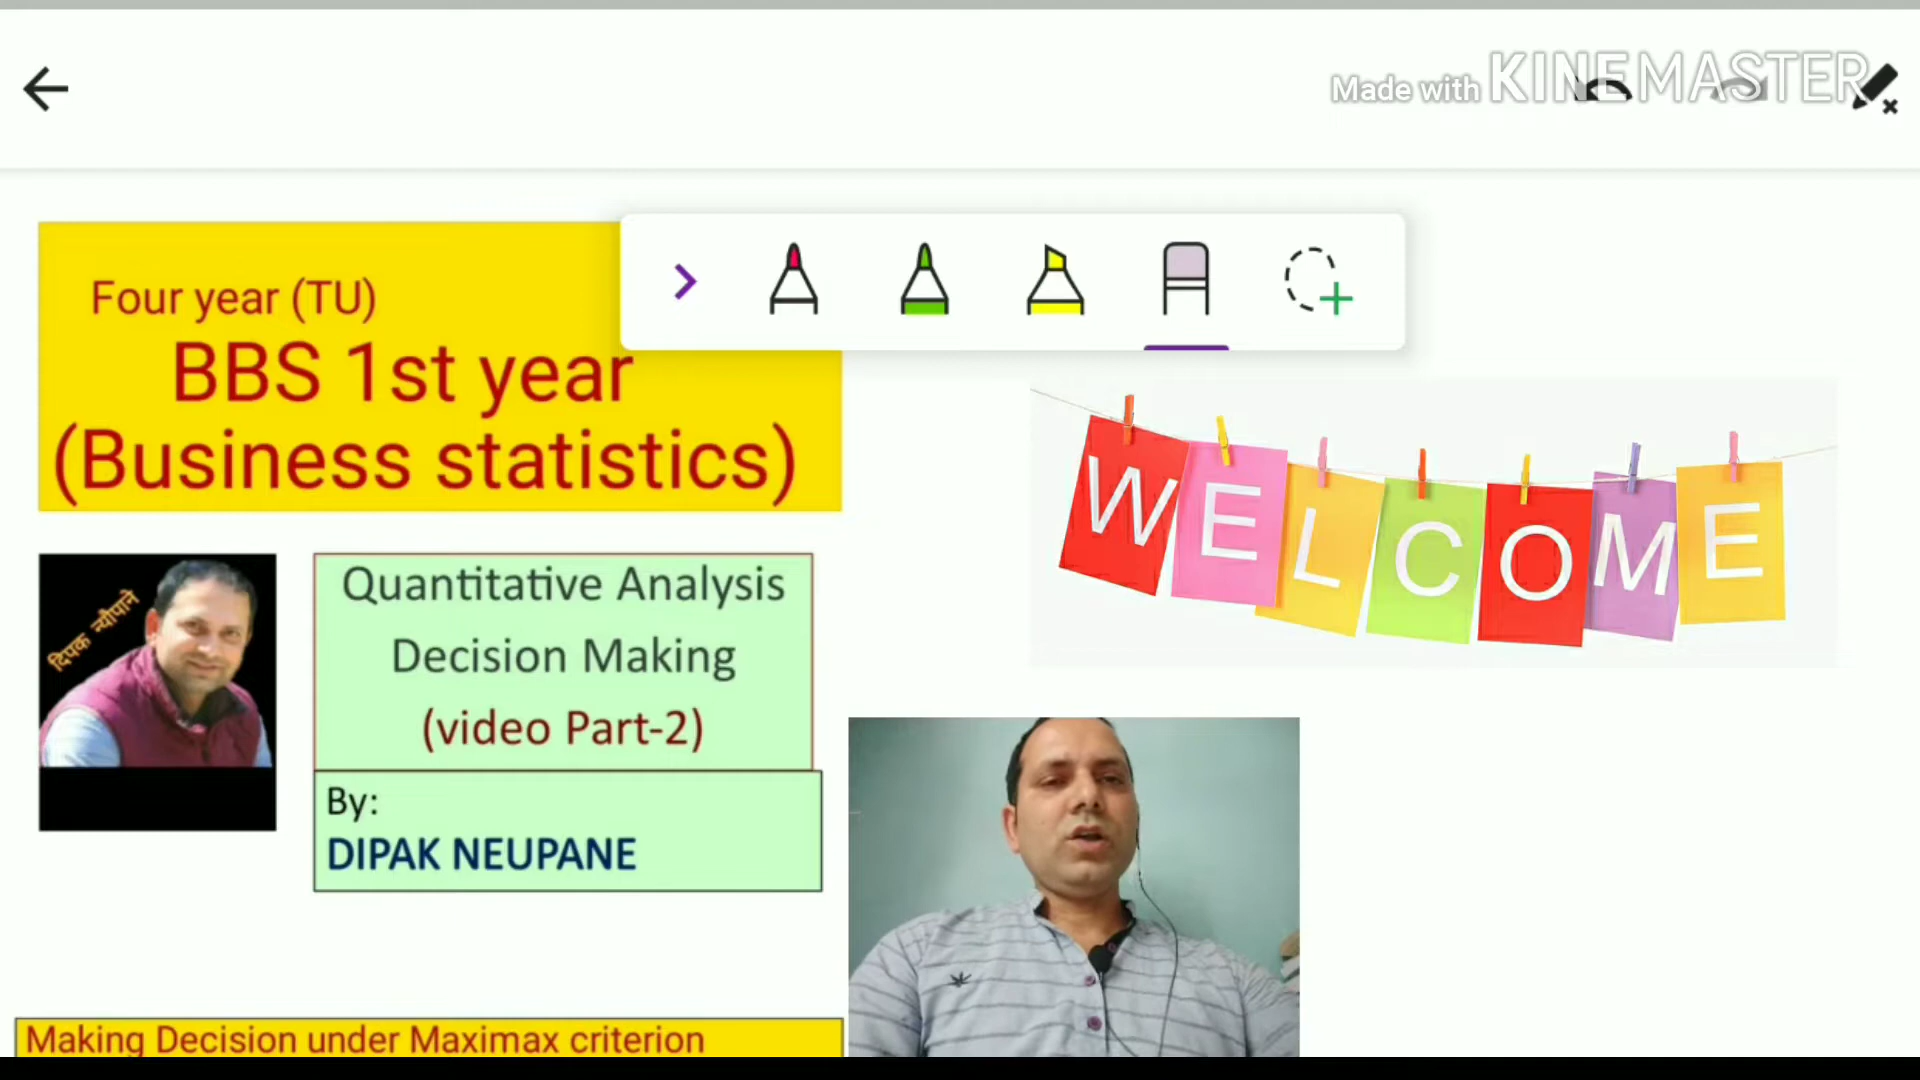 Made with KINEMASTER
Four year (TU)
BBS 1st year
(Business statistics)
WELCOME
दिपक न्यौपाने
Quantitative Analysis
Decision Making
(video Part-2)
By:
DIPAK NEUPANE
Making Decision under Maximax criterion